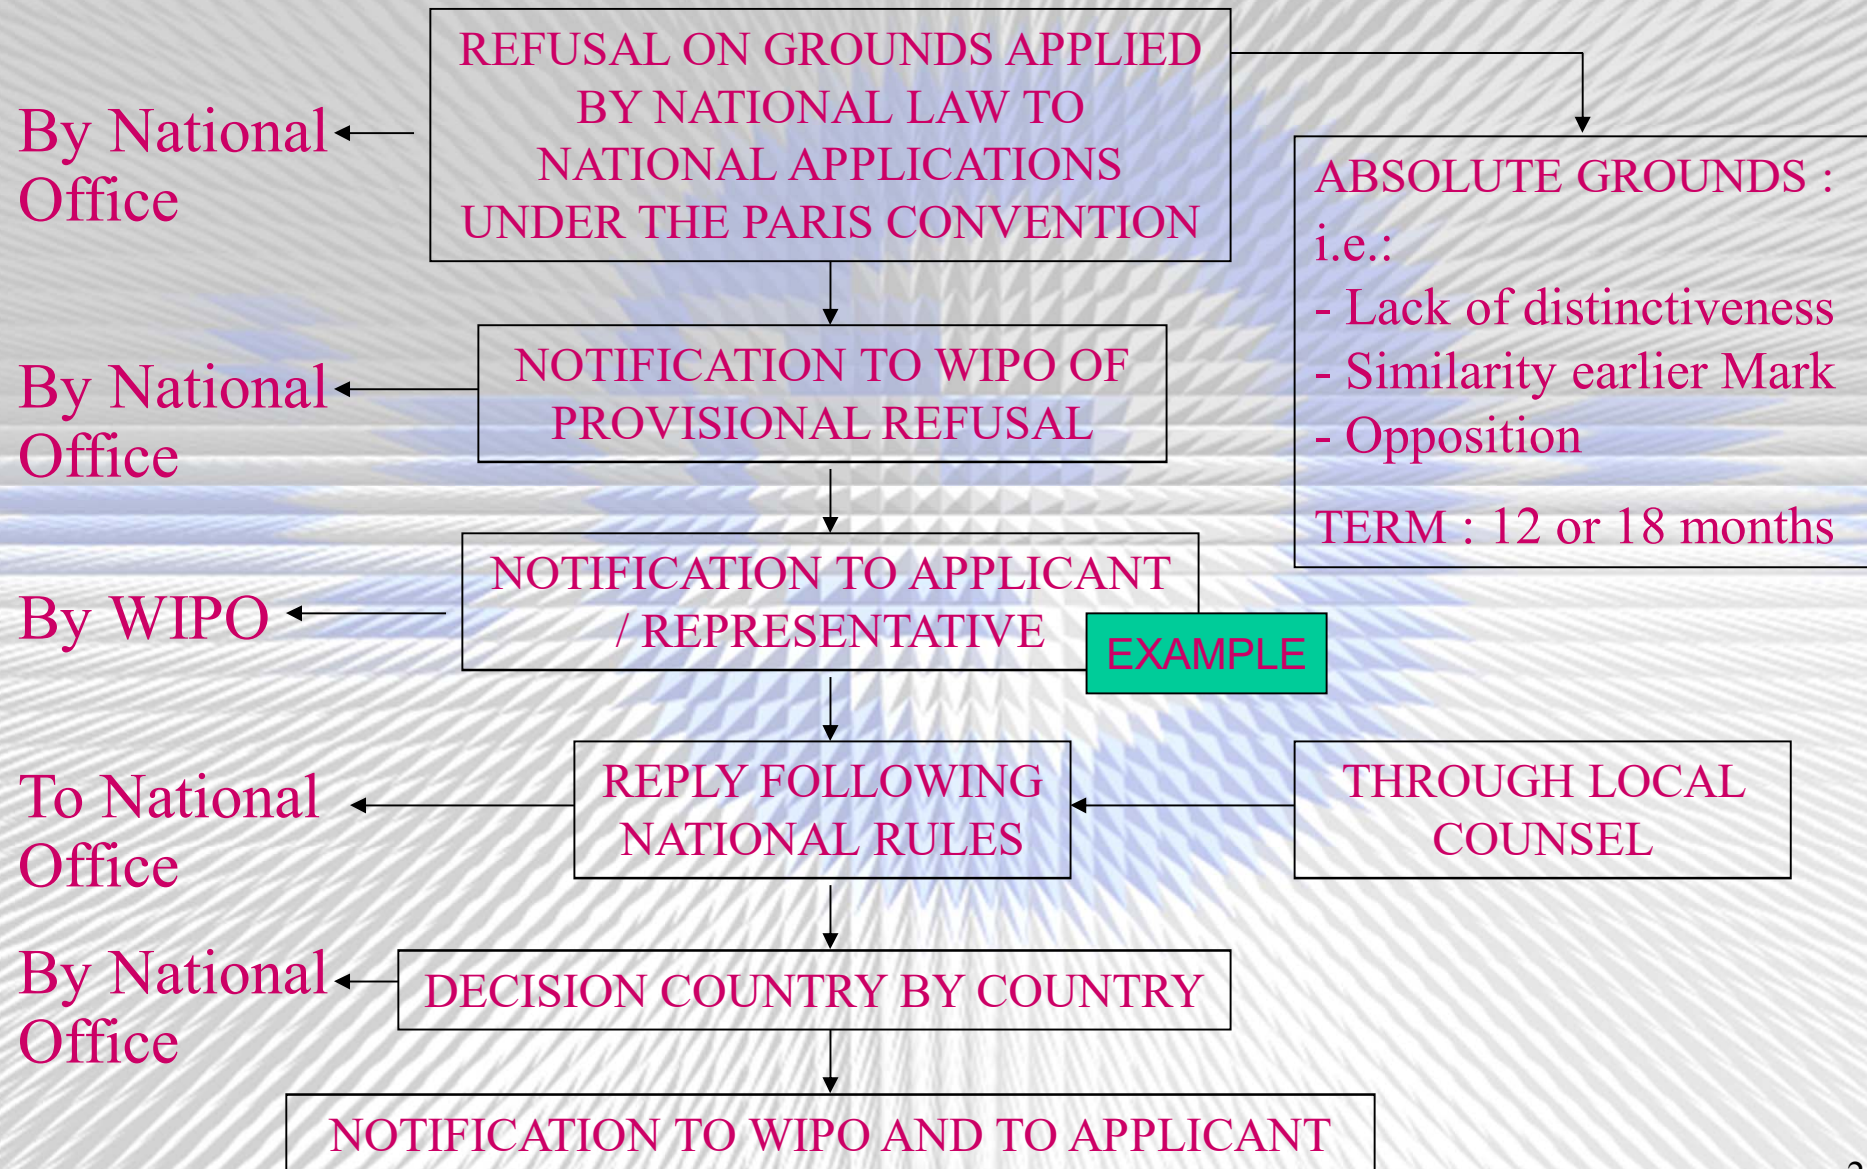 REFUSAL ON GROUNDS APPLIED
BY NATIONAL LAW TO
NATIONAL APPLICATIONS
UNDER THE PARIS CONVENTION
By National
Office
ABSOLUTE GROUNDS :
i.e.:
- Lack of distinctiveness
- Similarity earlier Mark
- Opposition
TERM : 12 or 18 months
NOTIFICATION TO WIPO OF
PROVISIONAL REFUSAL
By National
Office
NOTIFICATION TO APPLICANT
/ REPRESENTATIVE
EXAMPLE
By WIPO
REPLY FOLLOWING
NATIONAL RULES
To National
Office
THROUGH LOCAL
COUNSEL
DECISION COUNTRY BY COUNTRY
By National
Office
NOTIFICATION TO WIPO AND TO APPLICANT